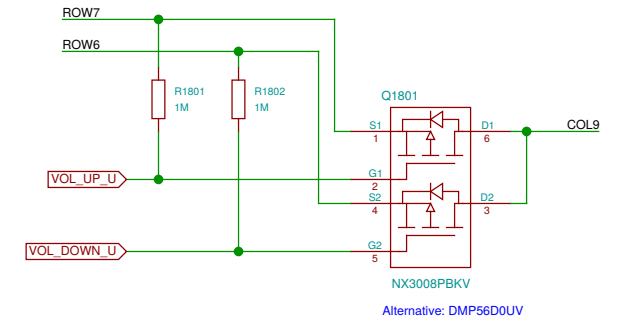 ROW7
ROW6
R1801
1M
R1802
1M
Q1801
S1
1
D1
6
COL9
VOL_UP_U
G1
2
S2
4
D2
3
VOL_DOWN_U
G2
5
NX3008PBKV
Alternative: DMP56D0UV